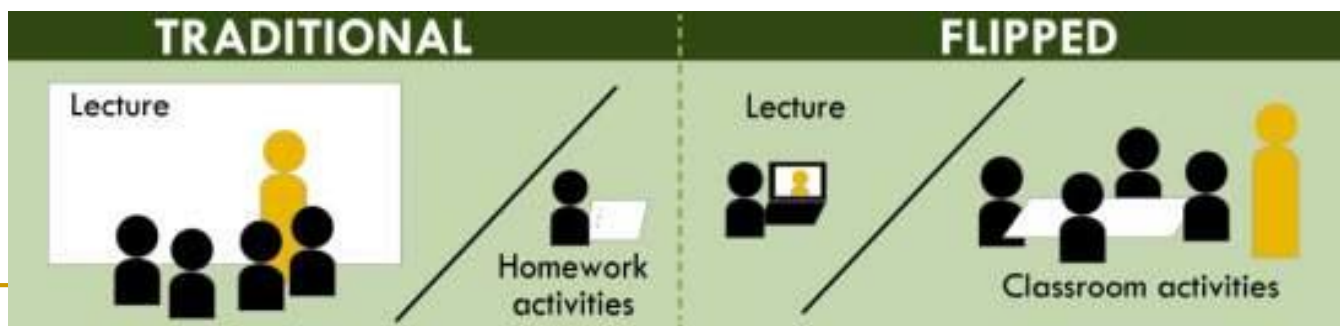 TRADITIONAL
Lecture
Homework
activities
FLIPPED
Lecture
Classroom activities